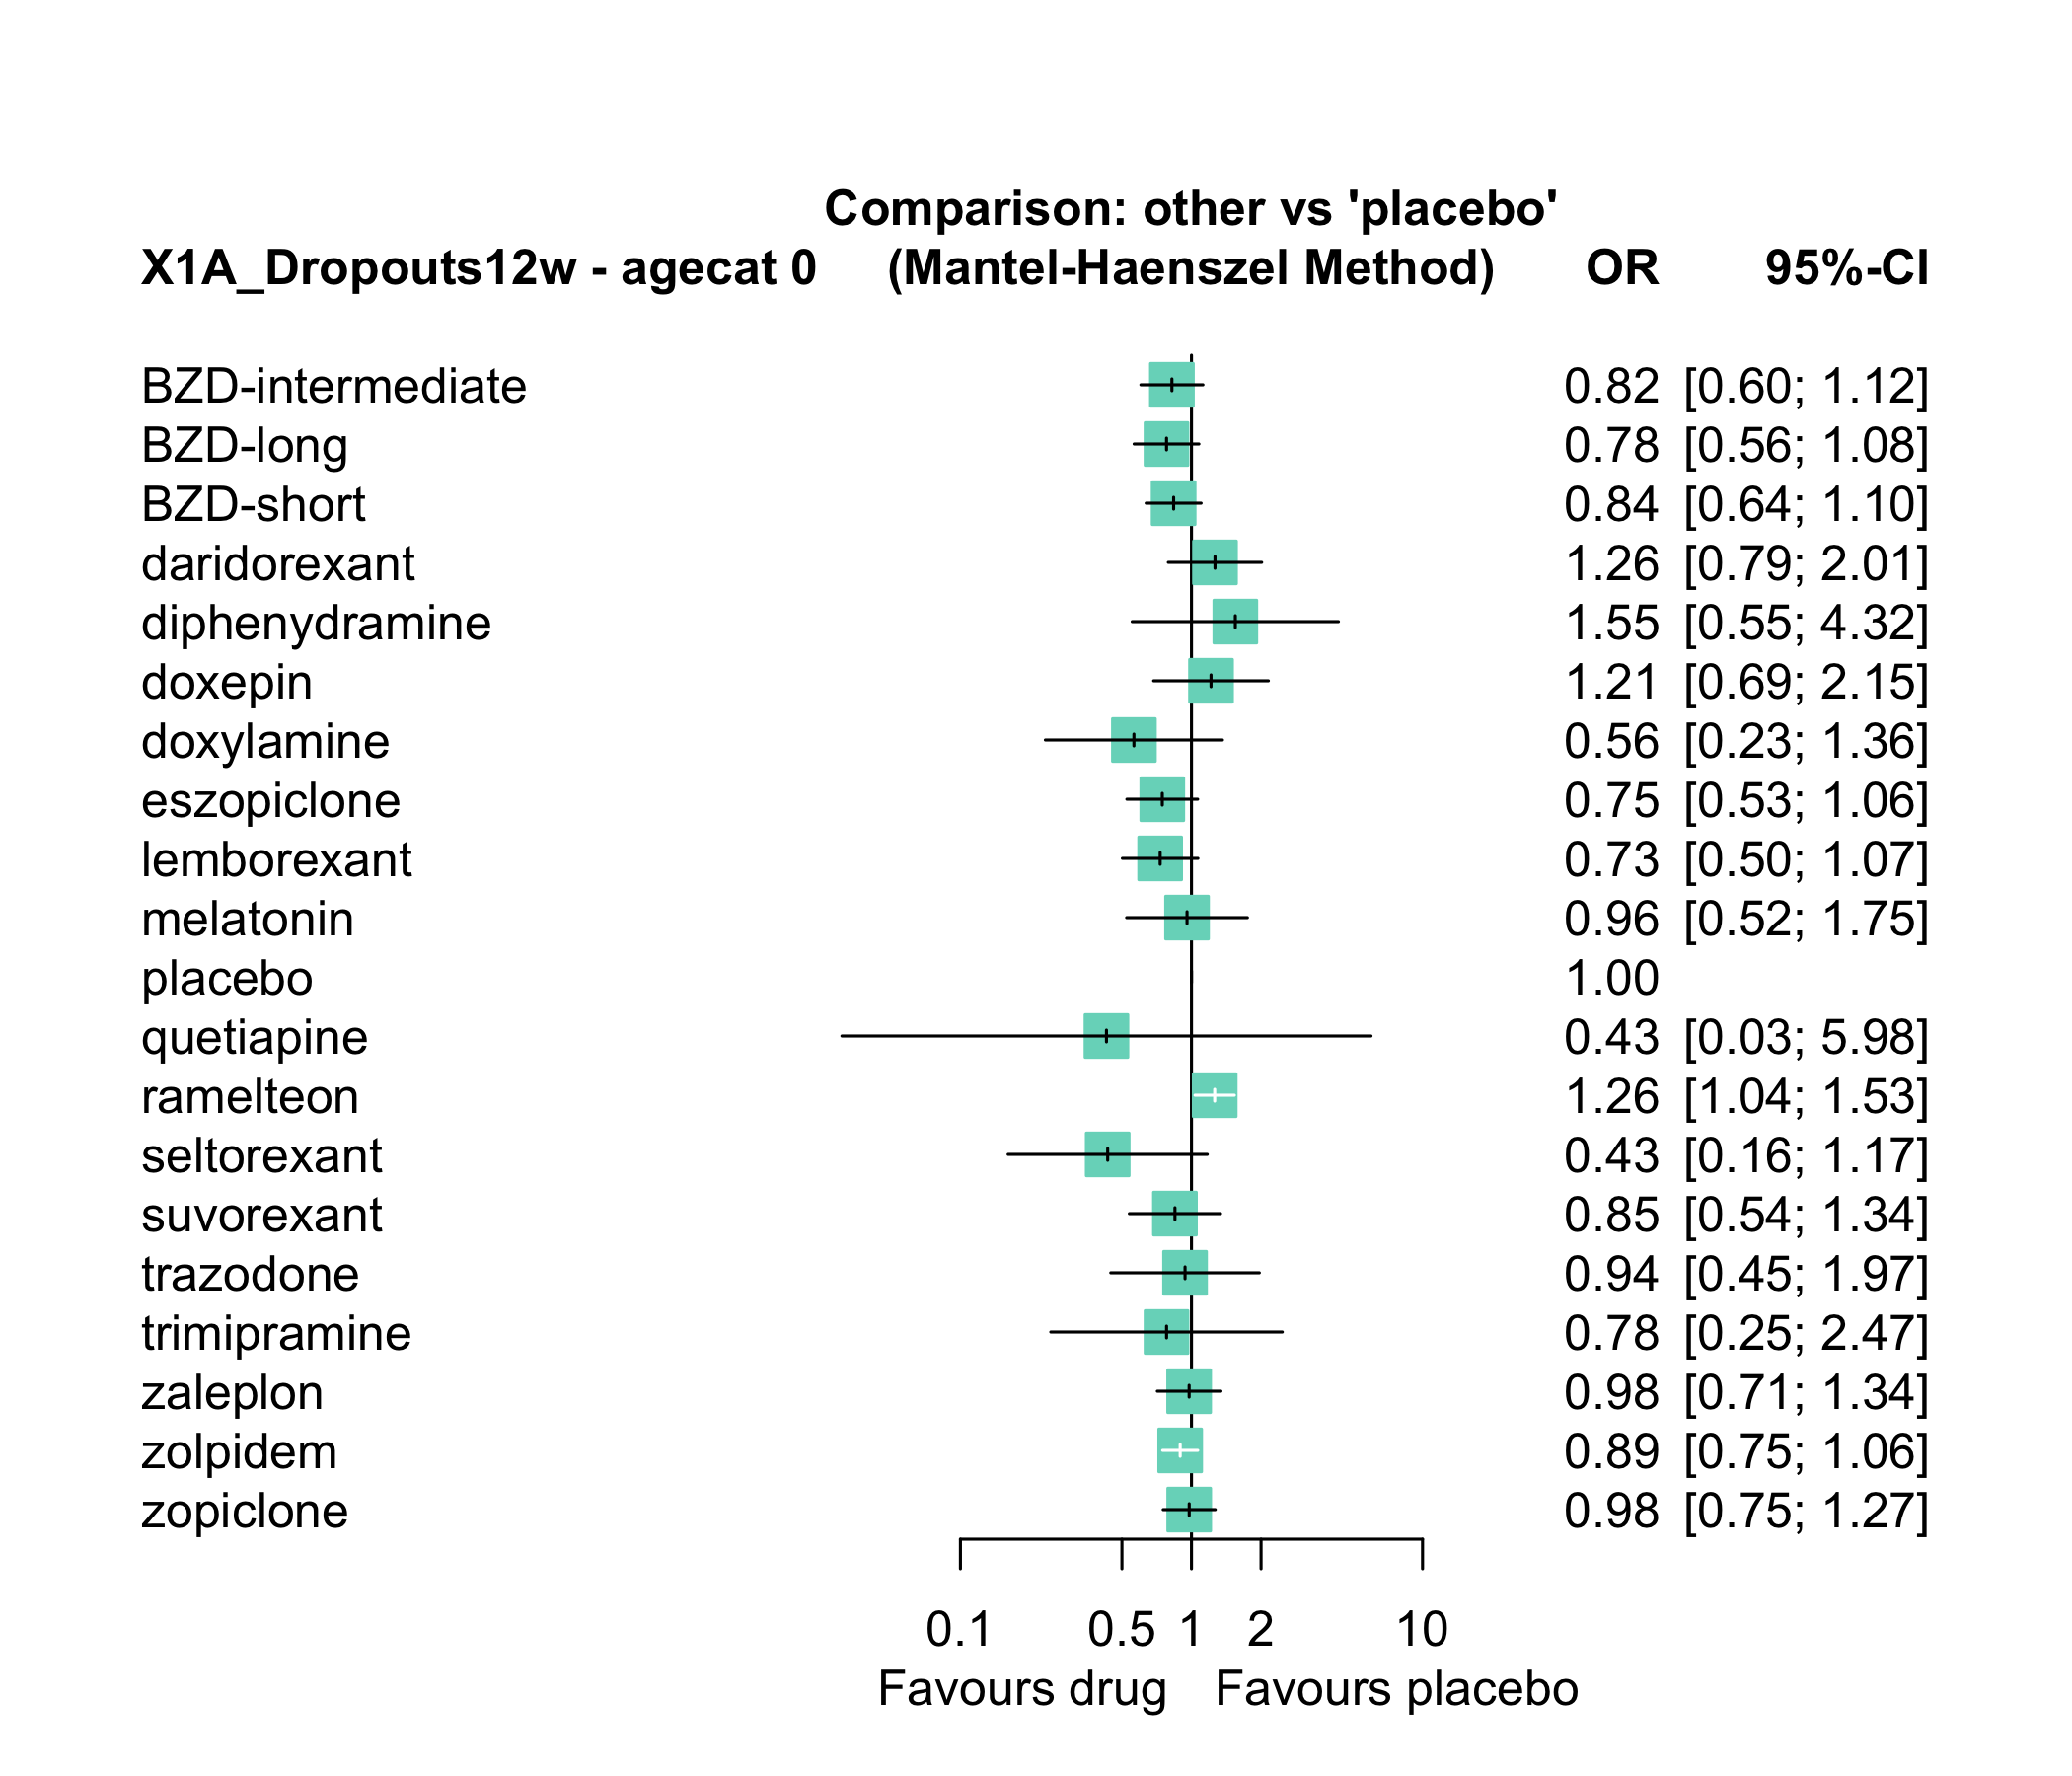 Comparison: other vs 'placebo'
X1A_Dropouts12w - agecat 0 (Mantel-Haenszel Method) OR 95%-CI
BZD-intermediate 0.82 [0.60; 1.12]
BZD-long 0.78 [0.56; 1.08]
BZD-short 0.84 [0.64; 1.10]
daridorexant 1.26 [0.79; 2.01]
diphenydramine 1.55 [0.55; 4.32]
doxepin 1.21 [0.69; 2.15]
doxylamine 0.56 [0.23; 1.36]
eszopiclone 0.75 [0.53; 1.06]
lemborexant 0.73 [0.50; 1.07]
melatonin 0.96 [0.52; 1.75]
placebo 1.00
quetiapine 0.43 [0.03; 5.98]
ramelteon 1.26 [1.04; 1.53]
seltorexant 0.43 [0.16; 1.17]
suvorexant 0.85 [0.54; 1.34]
trazodone 0.94 [0.45; 1.97]
trimipramine 0.78 [0.25; 2.47]
zaleplon 0.98 [0.71; 1.34]
zolpidem 0.89 [0.75; 1.06]
zopiclone 0.98 [0.75; 1.27]
0.1 0.5 1 2 10
Favours drug Favours placebo